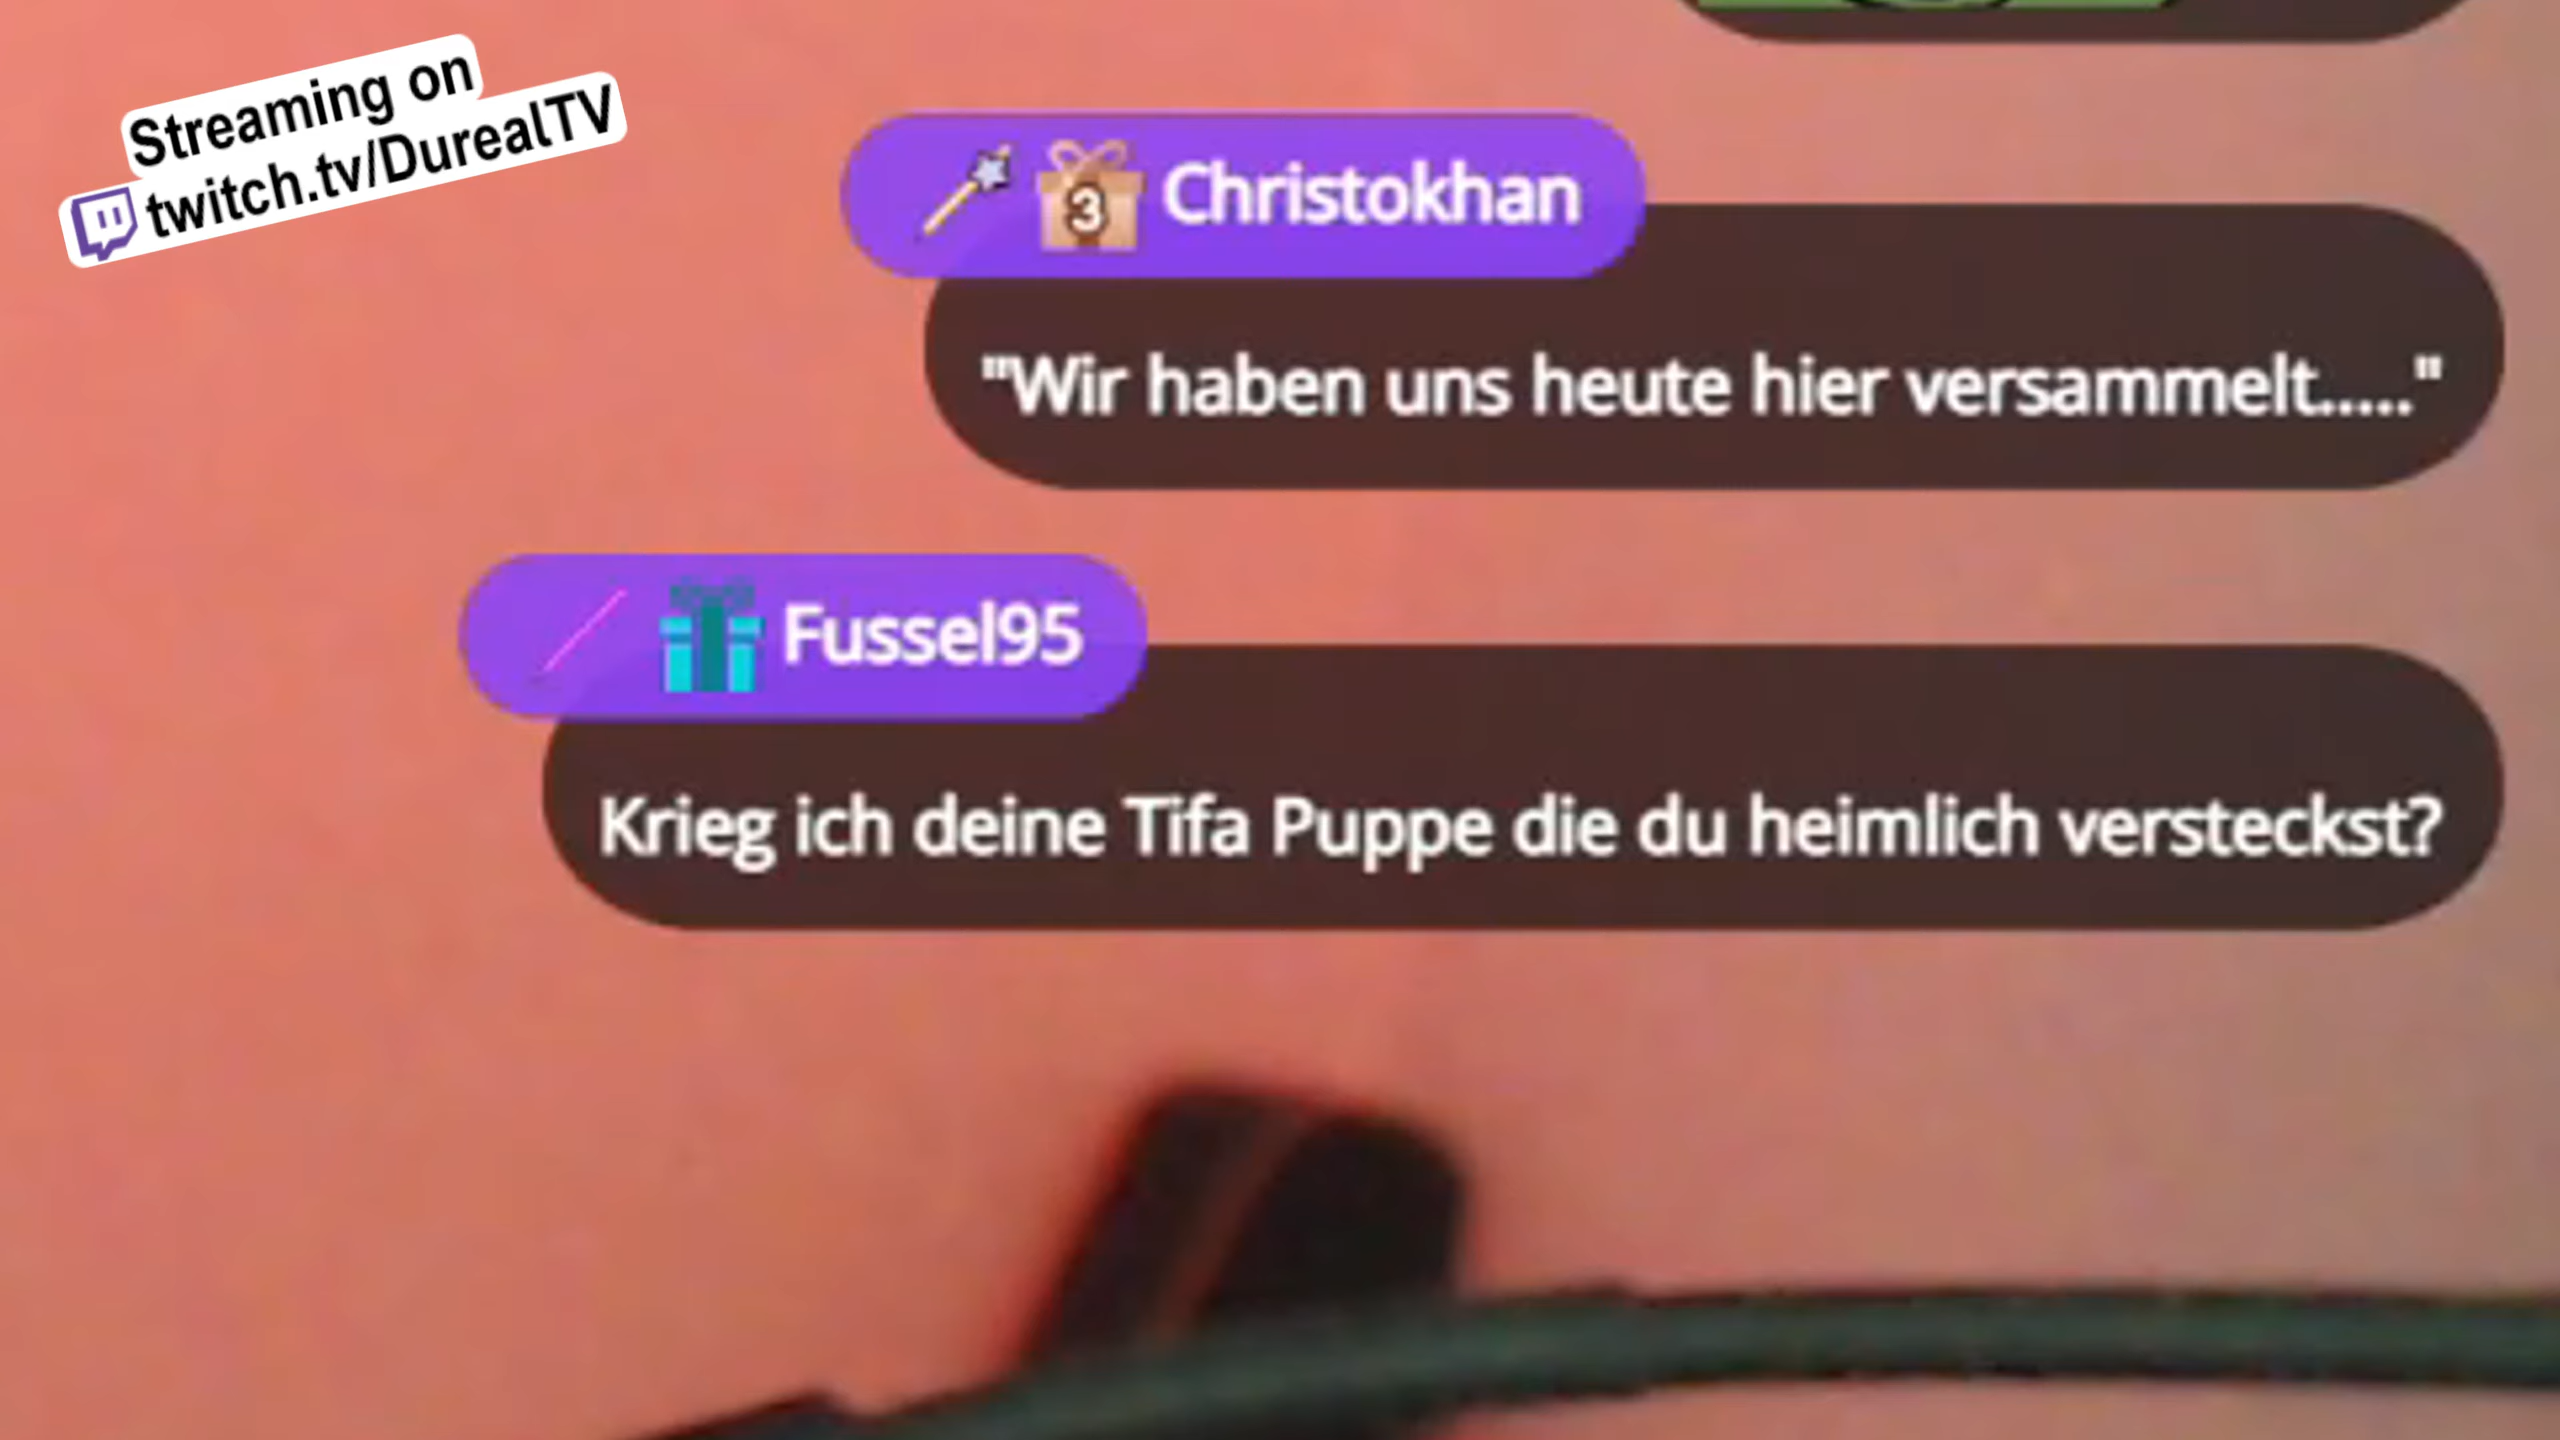 Streaming on
twitch.tv/DurealTV
3 Christokhan
"Wir haben uns heute hier versammelt....."
Fussel95
Krieg ich deine Tifa Puppe die du heimlich versteckst?